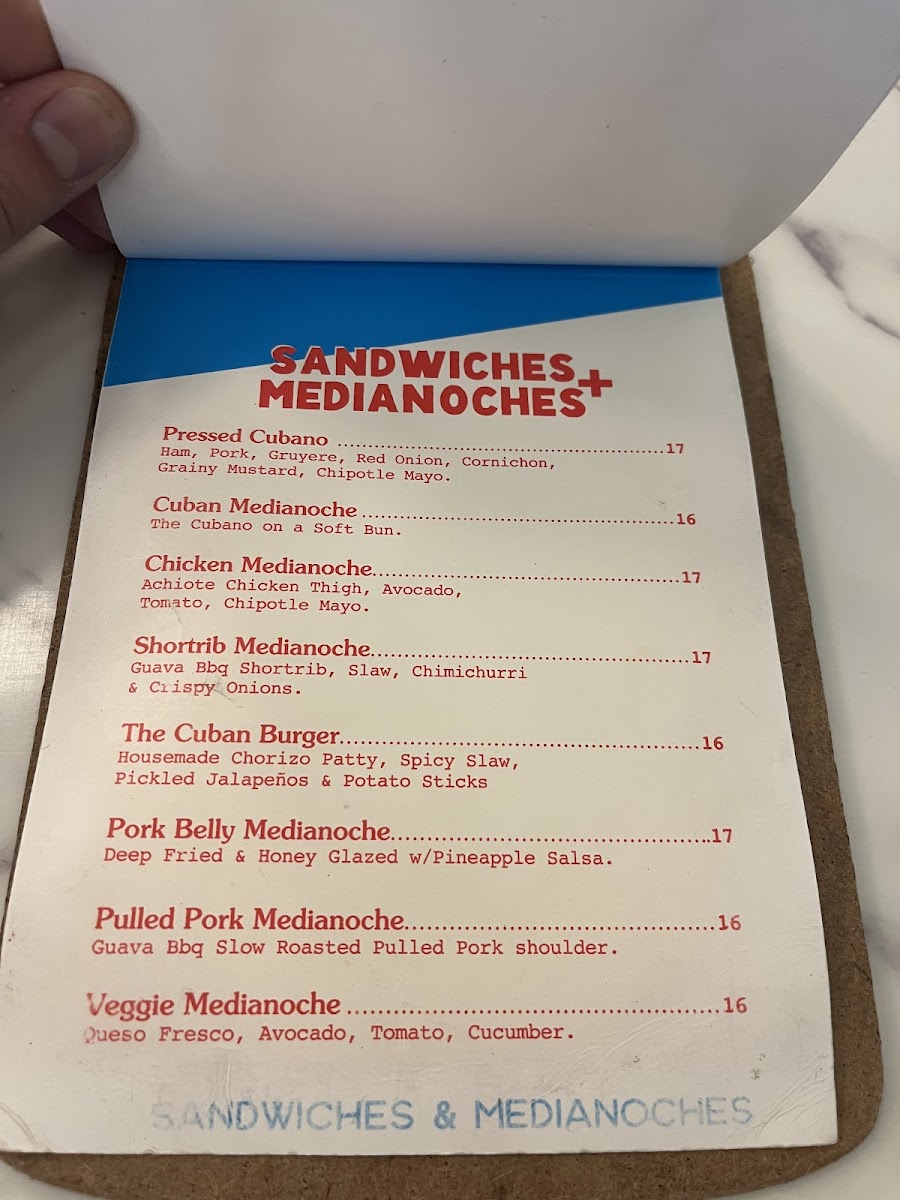 SANDWICHES +
MEDIANOCHES
Pressed Cubano ........................................................17
Ham, Pork, Gruyere, Red Onion, Cornichon,
Grainy Mustard, Chipotle Mayo.
Cuban Medianoche ....................................................16
The Cubano on a Soft Bun.
Chicken Medianoche..................................................17
Achiote Chicken Thigh, Avocado,
Tomato, Chipotle Mayo.
Shortrib Medianoche..................................................17
Guava Bbq Shortrib, Slaw, Chimichurri
& Crispy Onions.
The Cuban Burger......................................................16
Housemade Chorizo Patty, Spicy Slaw,
Pickled Jalapeños & Potato Sticks
Pork Belly Medianoche...............................................17
Deep Fried & Honey Glazed w/Pineapple Salsa.
Pulled Pork Medianoche.............................................16
Guava Bbq Slow Roasted Pulled Pork shoulder.
Veggie Medianoche ...................................................16
Queso Fresco, Avocado, Tomato, Cucumber.
SANDWICHES & MEDIANOCHES